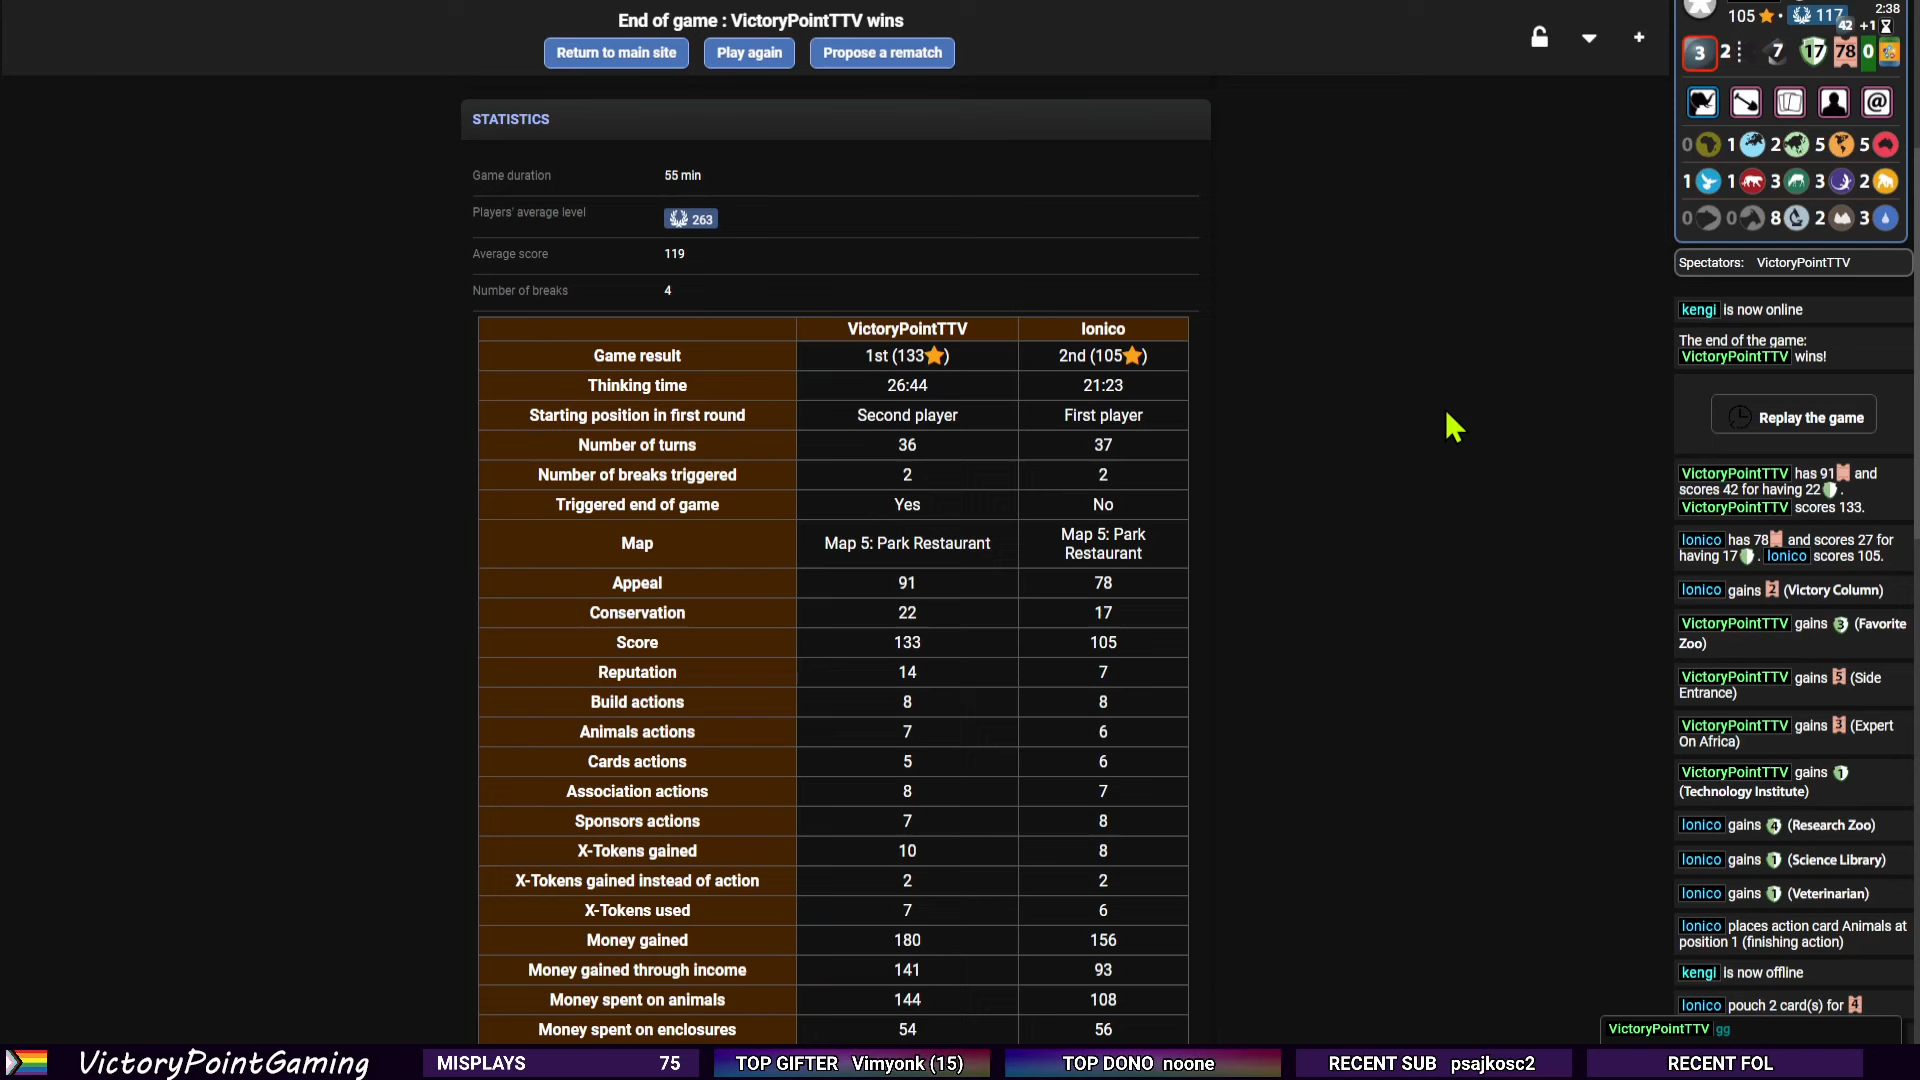 End of game : VictoryPointTTV wins
Return to main site
Play again
Propose a rematch
+
STATISTICS
Game duration 55 min
Players' average level 263
Average score 119
Number of breaks 4
VictoryPointTTV Ionico
Game result 1st (133) 2nd (105)
Thinking time 26:44 21:23
Starting position in first round Second player First player
Number of turns 36 37
Number of breaks triggered 2 2
Triggered end of game Yes No
Map Map 5: Park Restaurant Map 5: Park
Restaurant
Appeal 91 78
Conservation 22 17
Score 133 105
Reputation 14 7
Build actions 8 8
Animals actions 7 6
Cards actions 5 6
Association actions 8 7
Sponsors actions 7 8
X-Tokens gained 10 8
X-Tokens gained instead of action 2 2
X-Tokens used 7 6
Money gained 180 156
Money gained through income 141 93
Money spent on animals 144 108
Money spent on enclosures 54 56
2:38
105 • 117 42 +1
3 2 7 17 78 0
@
0 1 2 5 5
1 1 3 3 2
0 0 8 2 3
Spectators: VictoryPointTTV
kengi is now online
The end of the game:
VictoryPointTTV wins!
Replay the game
VictoryPointTTV has 91 and
scores 42 for having 22 .
VictoryPointTTV scores 133.
Ionico has 78 and scores 27 for
having 17 . Ionico scores 105.
Ionico gains 2 (Victory Column)
VictoryPointTTV gains 3 (Favorite
Zoo)
VictoryPointTTV gains 5 (Side
Entrance)
VictoryPointTTV gains 3 (Expert
On Africa)
VictoryPointTTV gains 1
(Technology Institute)
Ionico gains 4 (Research Zoo)
Ionico gains 1 (Science Library)
Ionico gains 1 (Veterinarian)
Ionico places action card Animals at
position 1 (finishing action)
kengi is now offline
Ionico pouch 2 card(s) for 4
VictoryPointTTV gg
VictoryPointGaming
MISPLAYS 75
TOP GIFTER Vimyonk (15)
TOP DONO noone
RECENT SUB psajkosc2
RECENT FOL